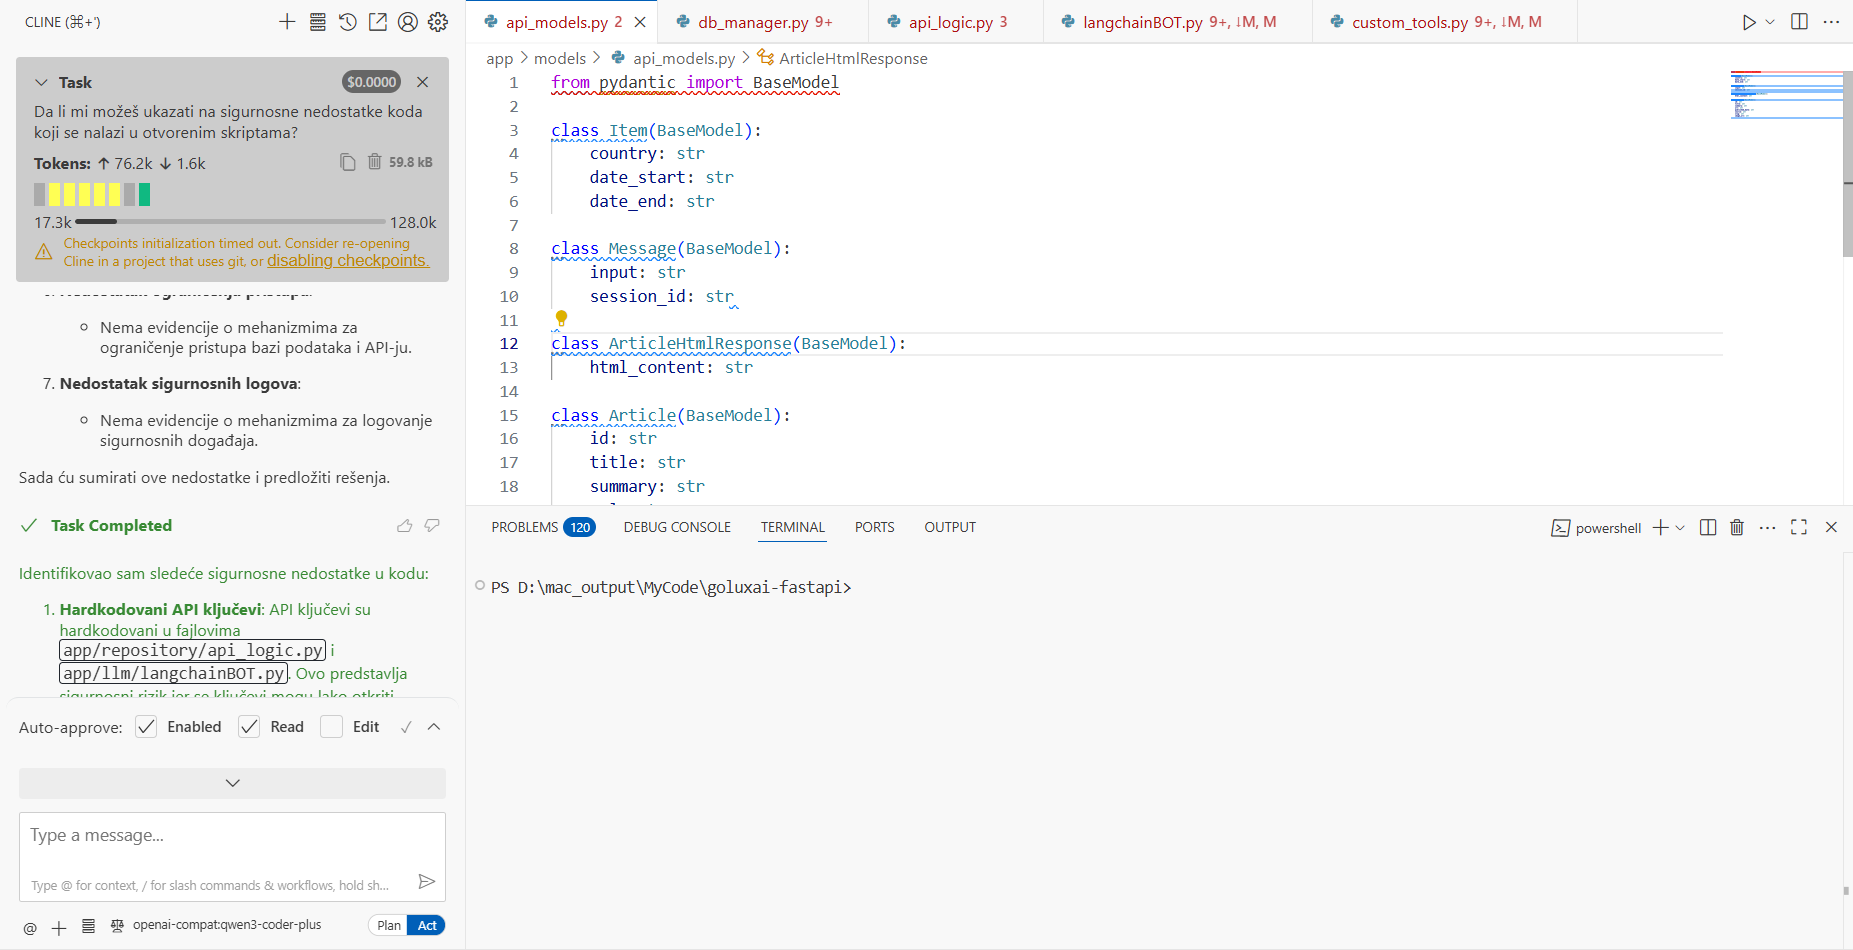 CLINE (⌘+')
Task
$0.0000
Da li mi možeš ukazati na sigurnosne nedostatke koda
koji se nalazi u otvorenim skriptama?
Tokens: ↑ 76.2k ↓ 1.6k
59.8 kB
17.3k
128.0k
Checkpoints initialization timed out. Consider re-opening
Cline in a project that uses git, or disabling checkpoints.
Nema evidencije o mehanizmima za
ograničenje pristupa bazi podataka i API-ju.
7. Nedostatak sigurnosnih logova:
Nema evidencije o mehanizmima za logovanje
sigurnosnih događaja.
Sada ću sumirati ove nedostatke i predložiti rešenja.
Task Completed
Identifikovao sam sledeće sigurnosne nedostatke u kodu:
1. Hardkodovani API ključevi: API ključevi su
hardkodovani u fajlovima
app/repository/api_logic.py i
app/llm/langchainBOT.py. Ovo predstavlja
sigurnosni rizik jer se ključevi mogu lako otkriti
Auto-approve: Enabled Read Edit
Type a message...
Type @ for context, / for slash commands & workflows, hold sh...
@
openai-compat:qwen3-coder-plus
Plan Act
api_models.py 2
db_manager.py 9+
api_logic.py 3
langchainBOT.py 9+, ↓M, M
custom_tools.py 9+, ↓M, M
app > models > api_models.py > ArticleHtmlResponse
1 from pydantic import BaseModel
2
3 class Item(BaseModel):
4 country: str
5 date_start: str
6 date_end: str
7
8 class Message(BaseModel):
9 input: str
10 session_id: str
11
12 class ArticleHtmlResponse(BaseModel):
13 html_content: str
14
15 class Article(BaseModel):
16 id: str
17 title: str
18 summary: str
PROBLEMS 120 DEBUG CONSOLE TERMINAL PORTS OUTPUT
powershell
PS D:\mac_output\MyCode\goluxai-fastapi>